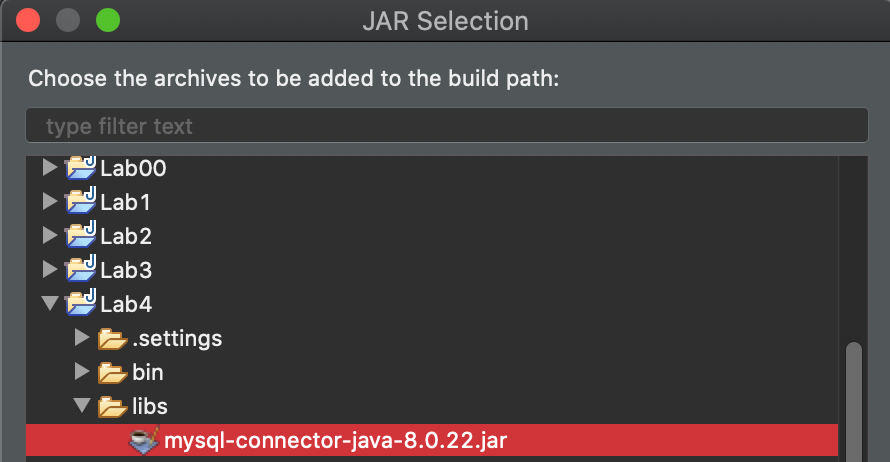 JAR Selection
Choose the archives to be added to the build path:
type filter text
Lab00
Lab1
Lab2
Lab3
Lab4
.settings
bin
libs
mysql-connector-java-8.0.22.jar